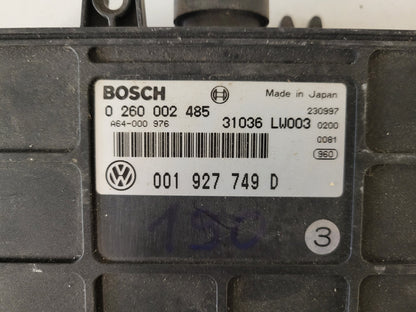 BOSCH Made in Japan
0 260 002 485 230997
A64-000 976 31036 LW003 0200
0081
960
VW 001 927 749 D
3